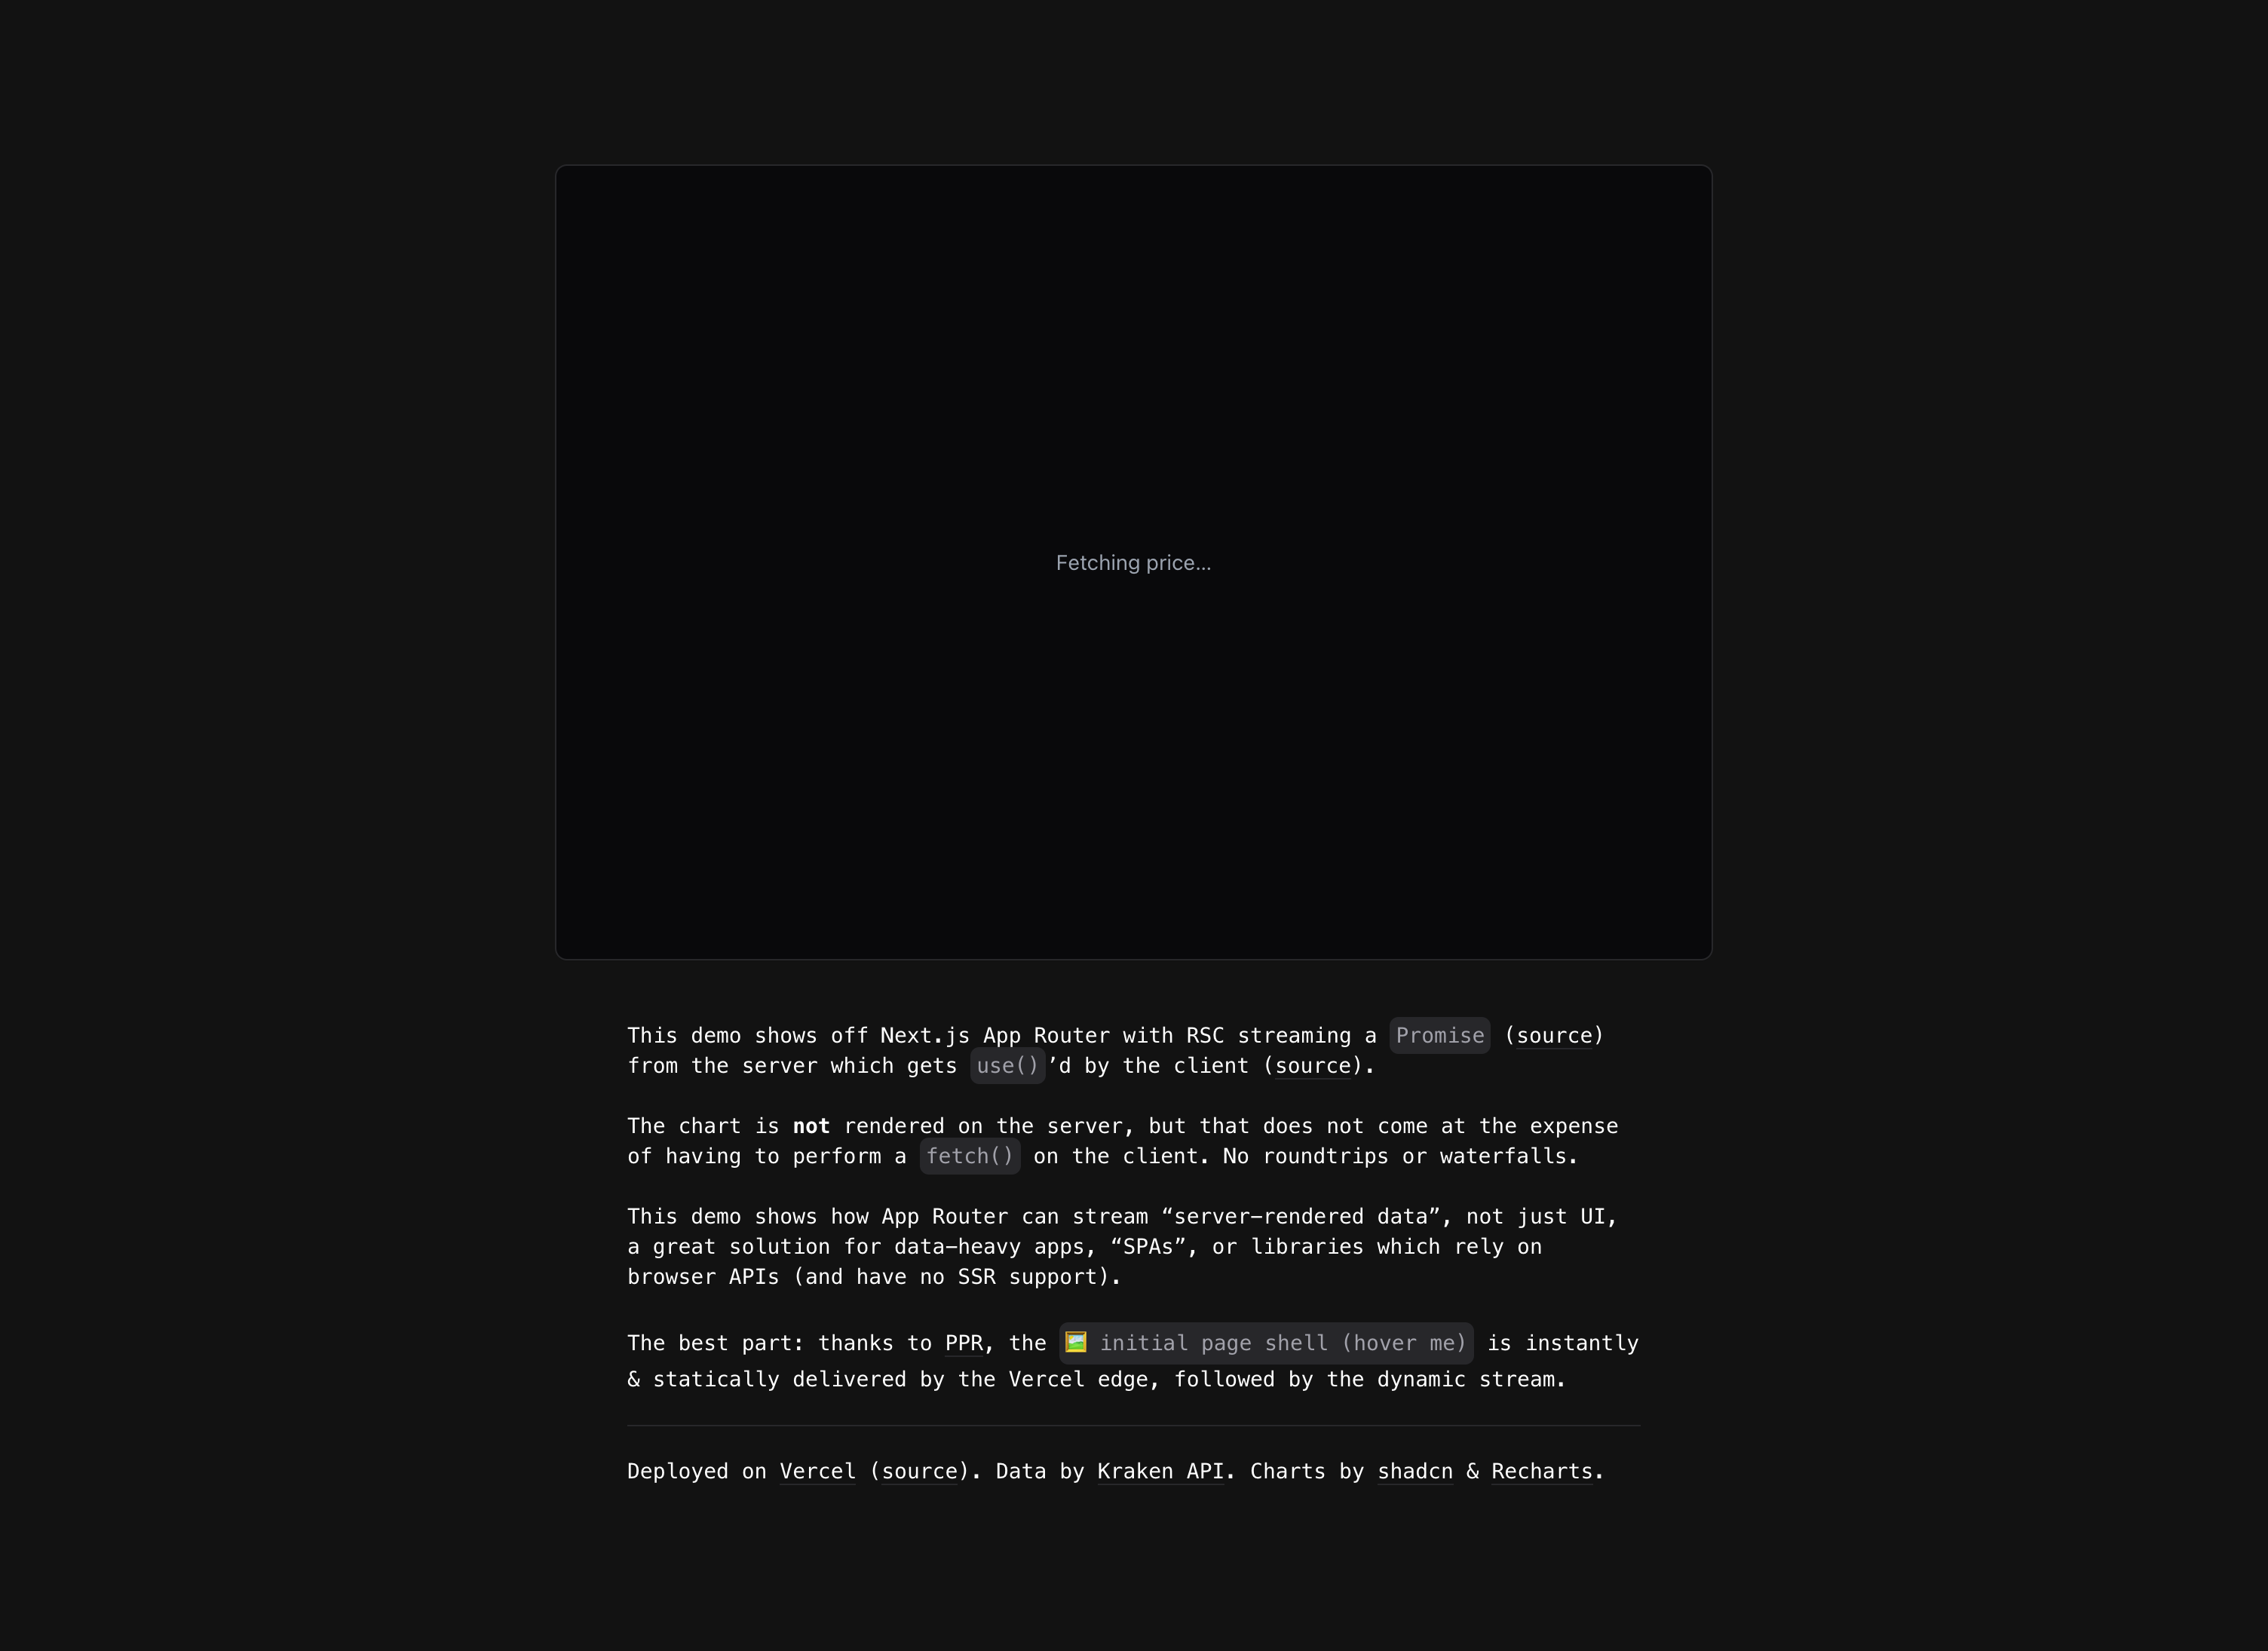 Fetching price...
This demo shows off Next.js App Router with RSC streaming a Promise (source)
from the server which gets use()’d by the client (source).
The chart is not rendered on the server, but that does not come at the expense
of having to perform a fetch() on the client. No roundtrips or waterfalls.
This demo shows how App Router can stream “server-rendered data”, not just UI,
a great solution for data-heavy apps, “SPAs”, or libraries which rely on
browser APIs (and have no SSR support).
The best part: thanks to PPR, the 🖼️ initial page shell (hover me) is instantly
& statically delivered by the Vercel edge, followed by the dynamic stream.
Deployed on Vercel (source). Data by Kraken API. Charts by shadcn & Recharts.